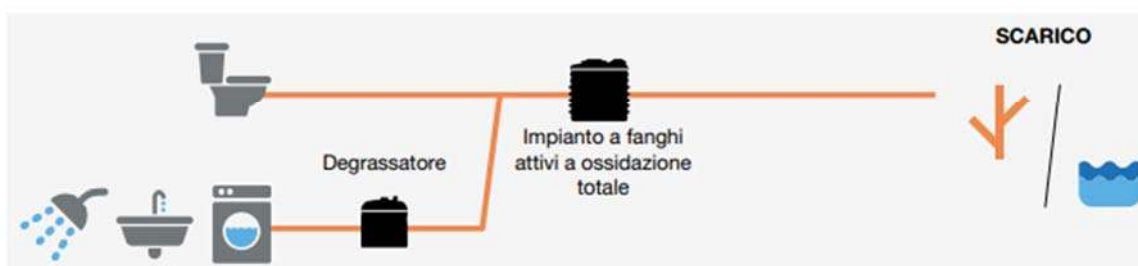 SCARICO
Degrassatore
Impianto a fanghi
attivi a ossidazione
totale